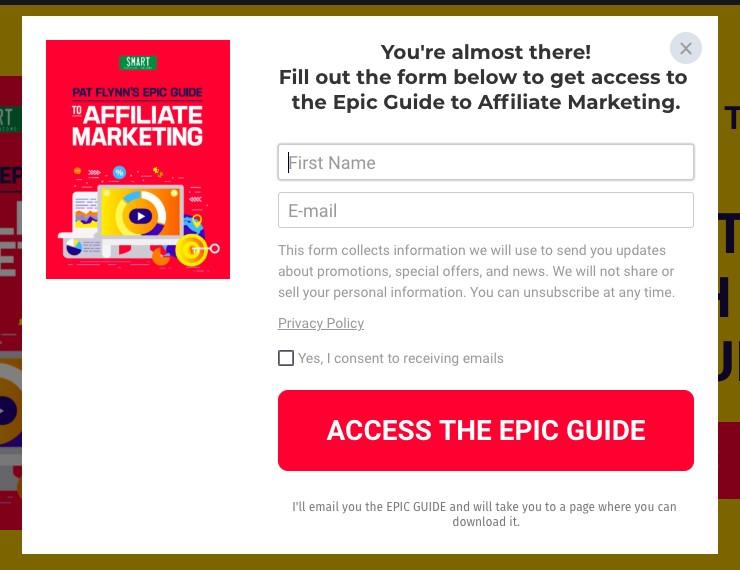 You're almost there!
Fill out the form below to get access to
the Epic Guide to Affiliate Marketing.
SMART
PAT FLYNN'S EPIC GUIDE
TO AFFILIATE
MARKETING
First Name
E-mail
This form collects information we will use to send you updates
about promotions, special offers, and news. We will not share or
sell your personal information. You can unsubscribe at any time.
Privacy Policy
Yes, I consent to receiving emails
ACCESS THE EPIC GUIDE
I'll email you the EPIC GUIDE and will take you to a page where you can
download it.